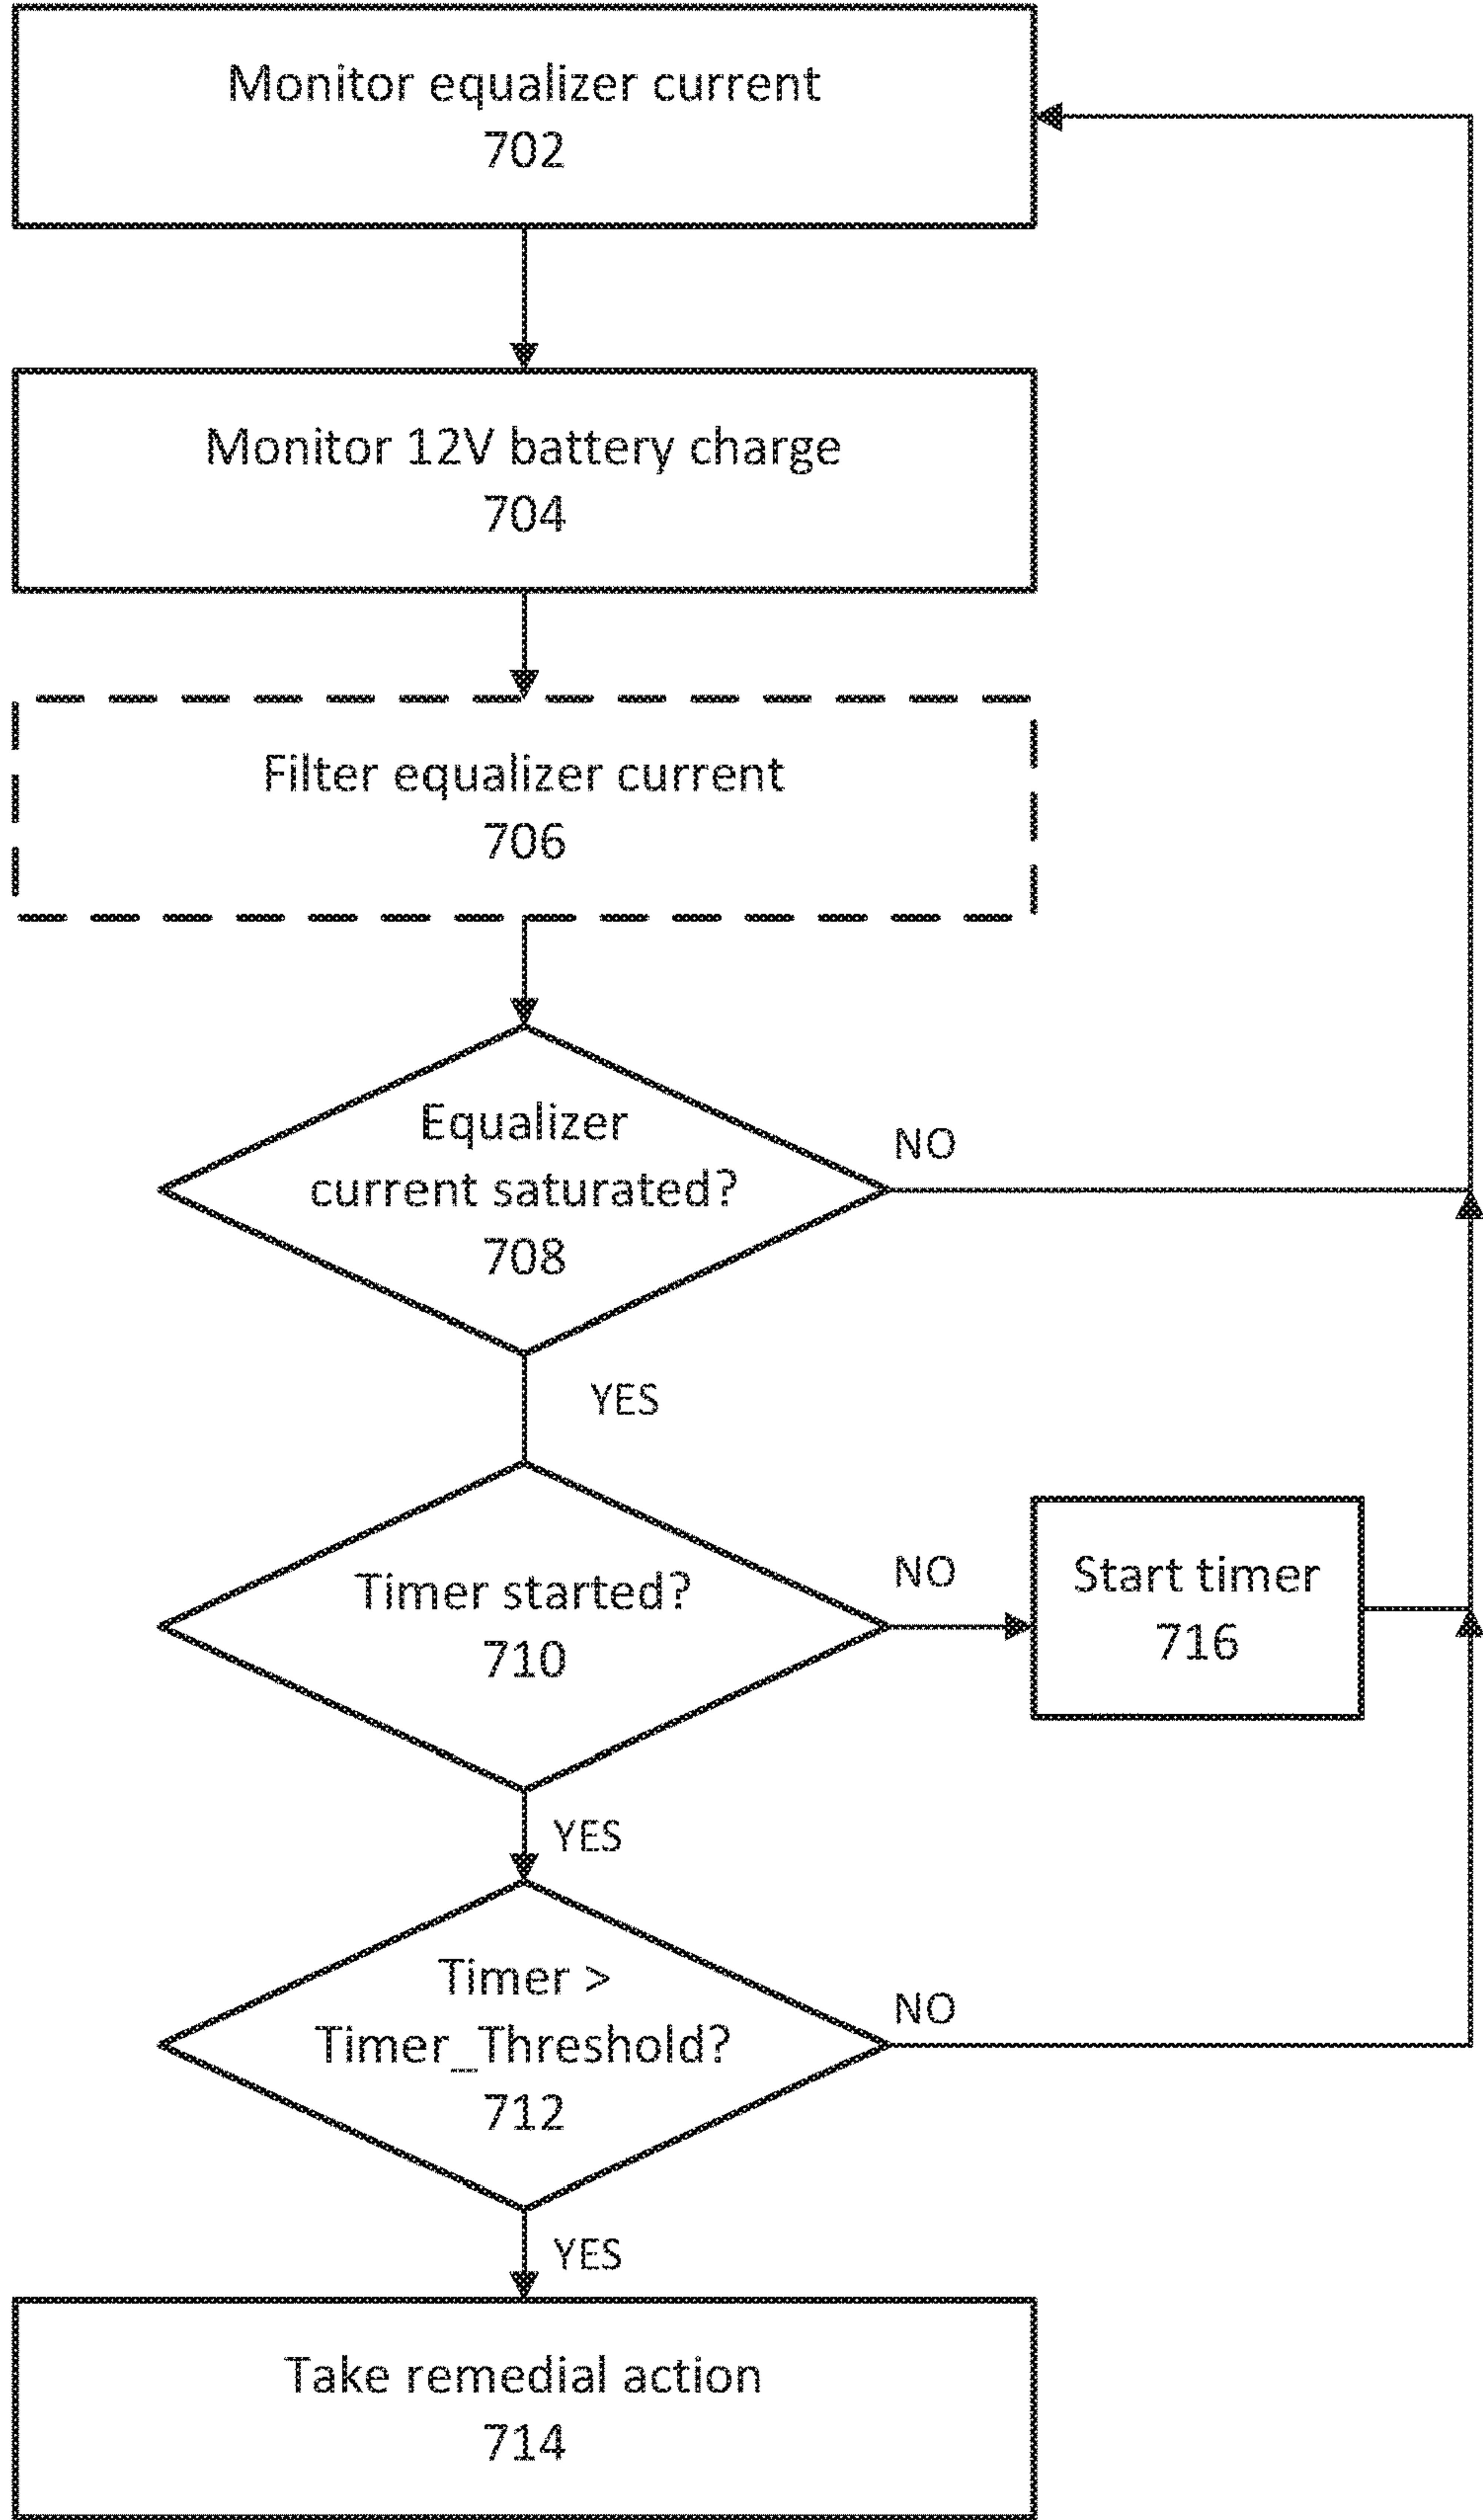 Monitor equalizer current
702
Monitor 12V battery charge
704
Filter equalizer current
706
Equalizer
current saturated?
708
NO
YES
Timer started?
710
NO
Start timer
716
YES
Timer >
Timer_Threshold?
712
NO
YES
Take remedial action
714